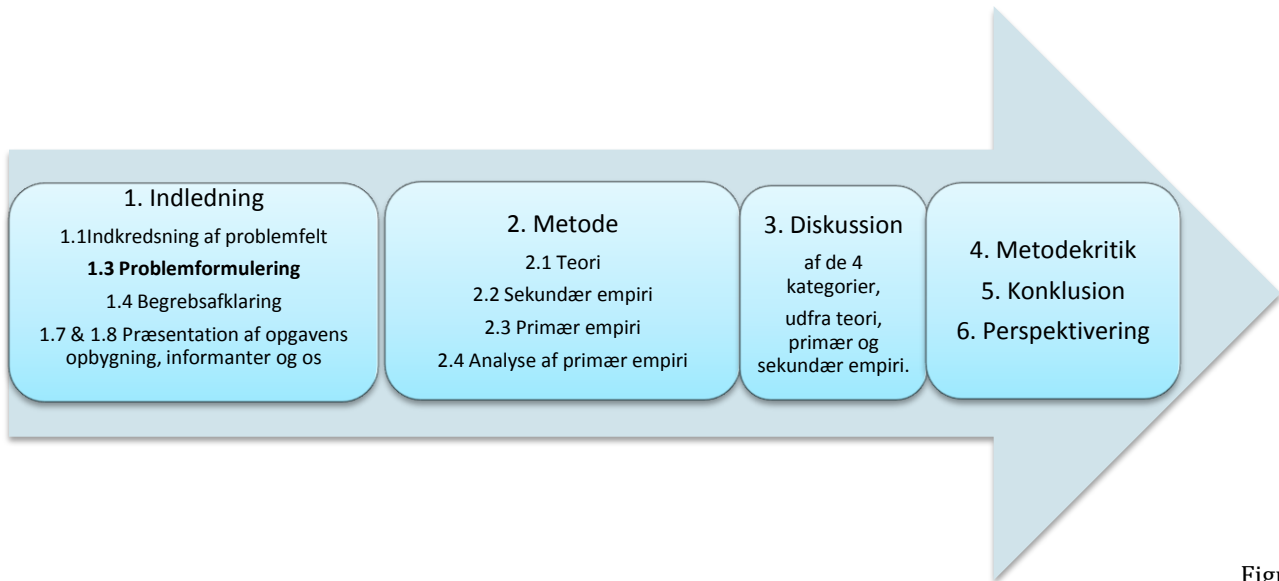 1. Indledning
1.1Indkredsning af problemfelt
1.3 Problemformulering
1.4 Begrebsafklaring
1.7 & 1.8 Præsentation af opgavens
opbygning, informanter og os
2. Metode
2.1 Teori
2.2 Sekundær empiri
2.3 Primær empiri
2.4 Analyse af primær empiri
3. Diskussion
af de 4
kategorier,
udfra teori,
primær og
sekundær empiri.
4. Metodekritik
5. Konklusion
6. Perspektivering